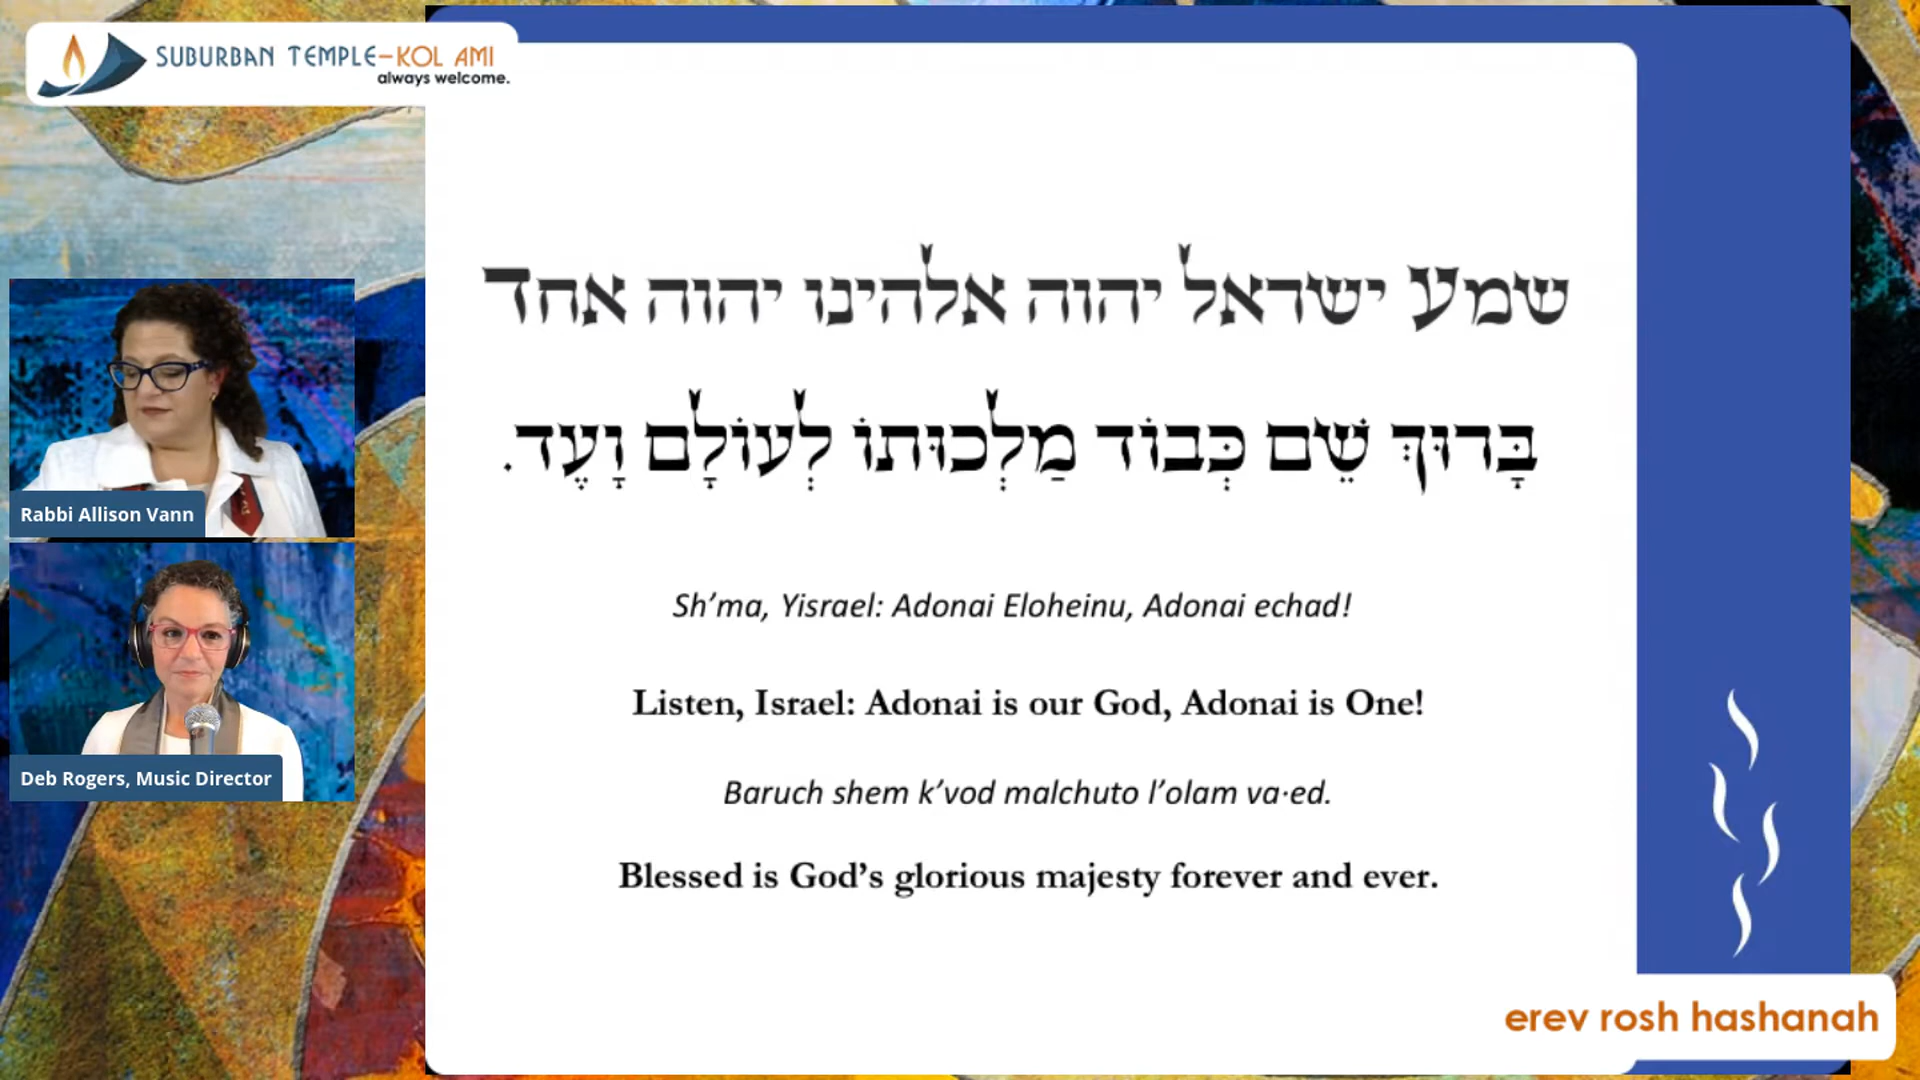 SUBURBAN TEMPLE-KOL AMI
always welcome.
שמע ישראל יהוה אלהינו יהוה אחד
בָּרוּךְ שֵׁם כְּבוֹד מַלְכוּתוֹ לְעוֹלָם וָעֶד.
Sh’ma, Yisrael: Adonai Eloheinu, Adonai echad!
Listen, Israel: Adonai is our God, Adonai is One!
Baruch shem k’vod malchuto l’olam va·ed.
Blessed is God’s glorious majesty forever and ever.
Rabbi Allison Vann
Deb Rogers, Music Director
erev rosh hashanah